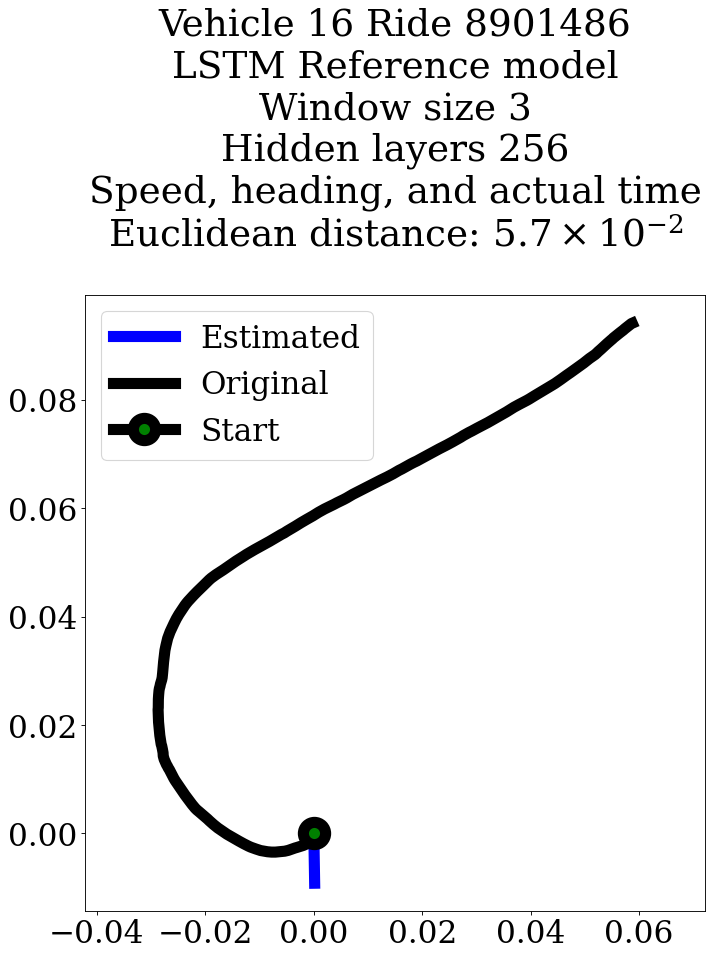 Vehicle 16 Ride 8901486
LSTM Reference model
Window size 3
Hidden layers 256
Speed, heading, and actual time
Euclidean distance: 5.7 × 10⁻²
Estimated
Original
Start
0.08
0.06
0.04
0.02
0.00
−0.04 −0.02 0.00 0.02 0.04 0.06